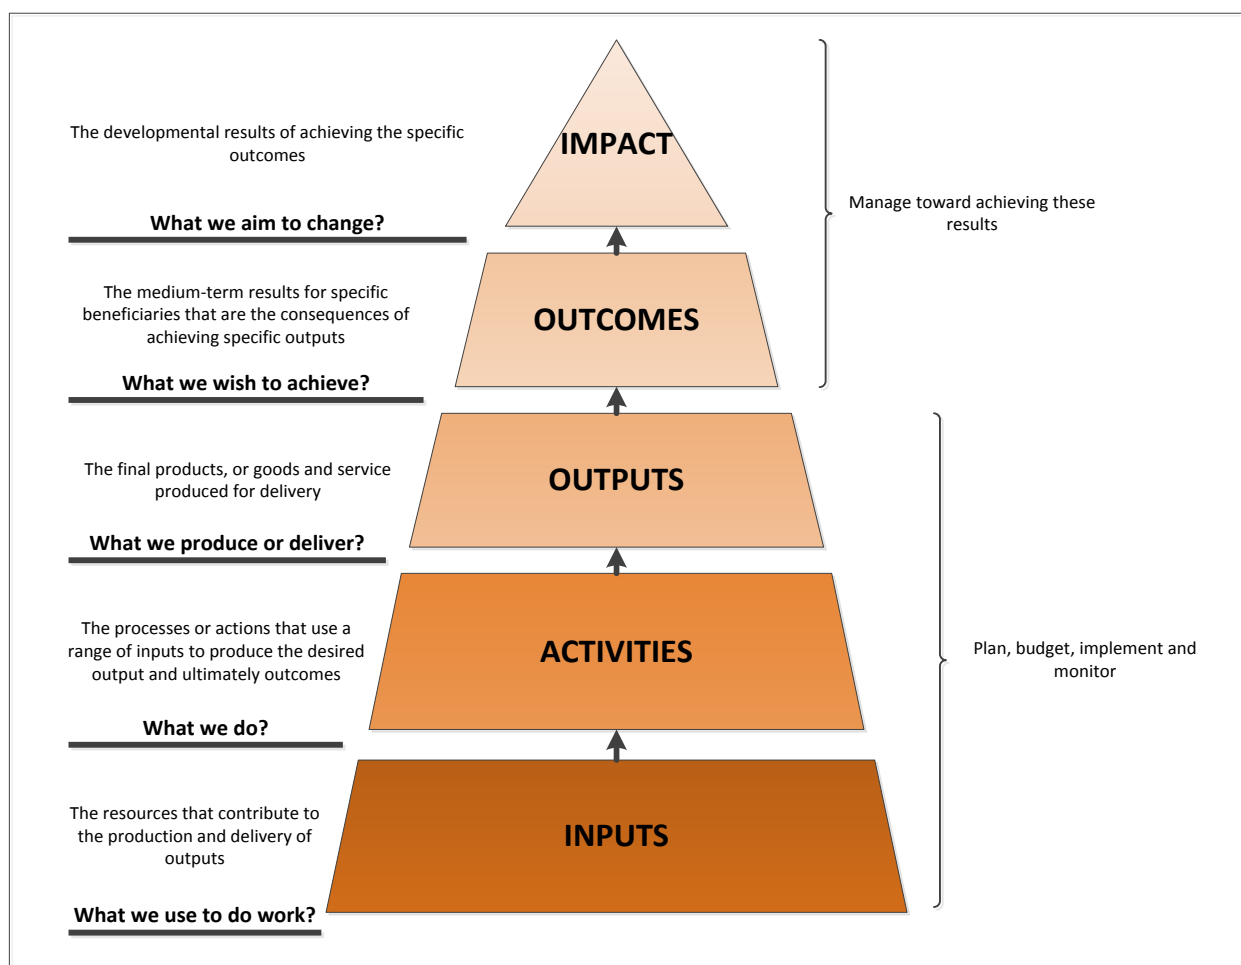 The developmental results of achieving the specific
outcomes
What we aim to change?
IMPACT
Manage toward achieving these
results
The medium-term results for specific
beneficiaries that are the consequences of
achieving specific outputs
What we wish to achieve?
OUTCOMES
The final products, or goods and service
produced for delivery
What we produce or deliver?
OUTPUTS
The processes or actions that use a
range of inputs to produce the desired
output and ultimately outcomes
What we do?
ACTIVITIES
Plan, budget, implement and
monitor
The resources that contribute to
the production and delivery of
outputs
What we use to do work?
INPUTS